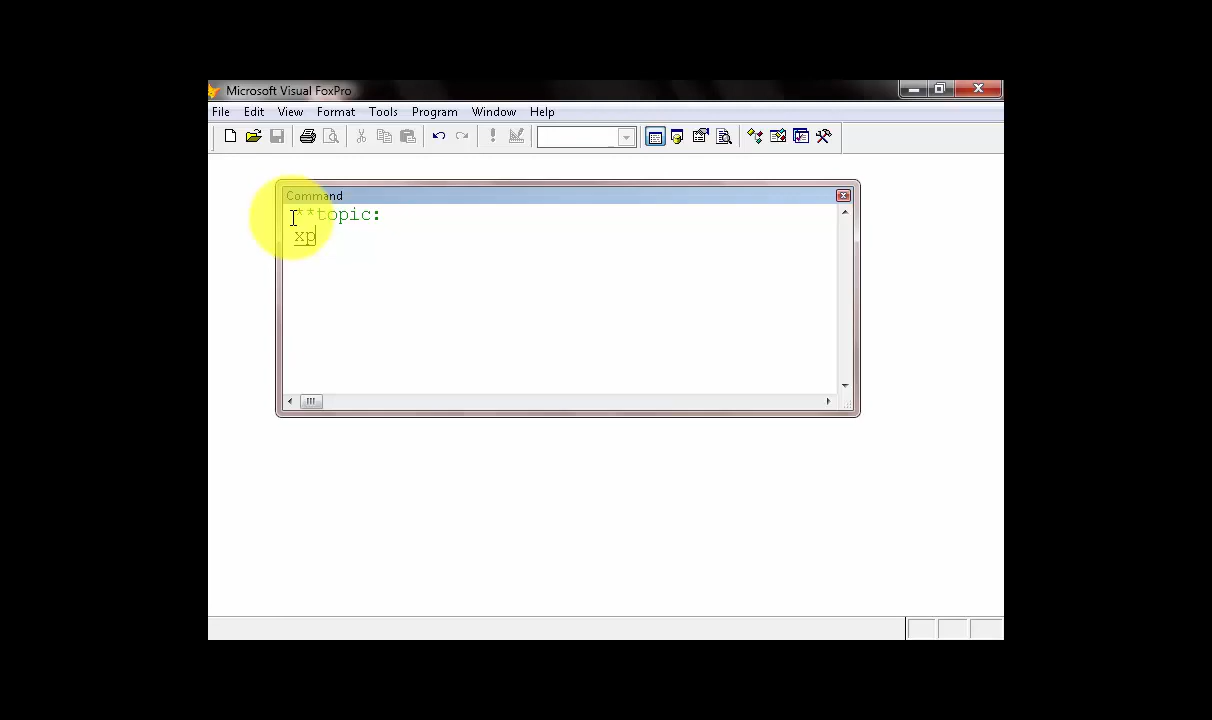 Microsoft Visual FoxPro
File Edit View Format Tools Program Window Help
Command
**topic:
xp